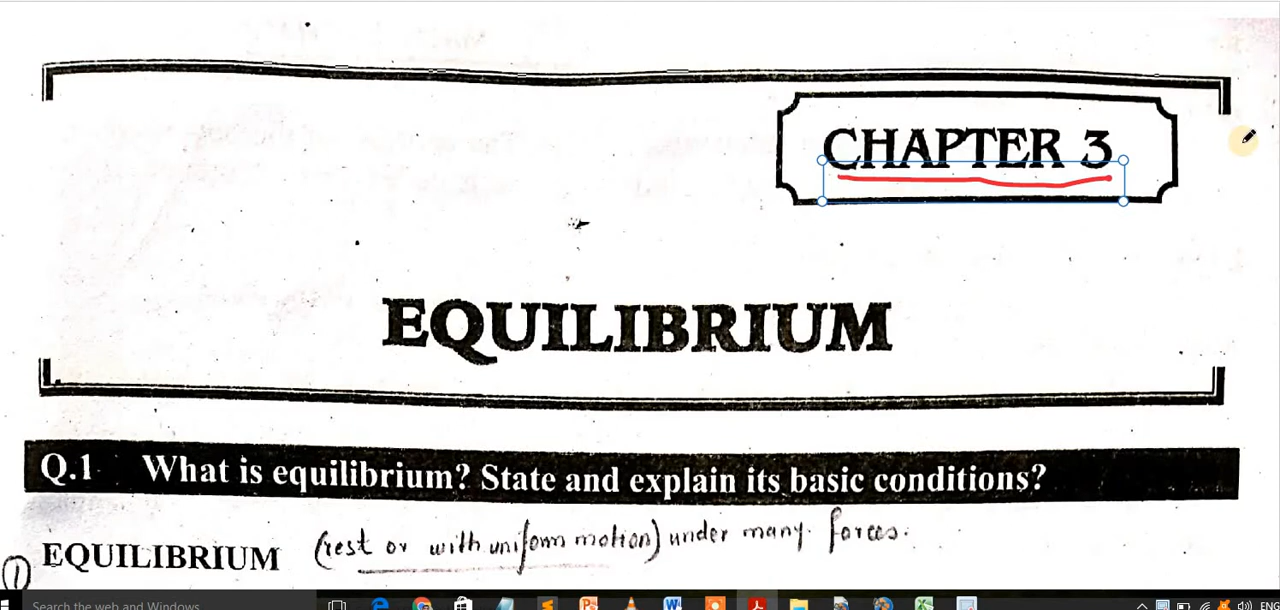 CHAPTER 3
EQUILIBRIUM
Q.1 What is equilibrium? State and explain its basic conditions?
EQUILIBRIUM (rest or with uniform motion) under many forces.
(1)
Search the web and Windows
ENG